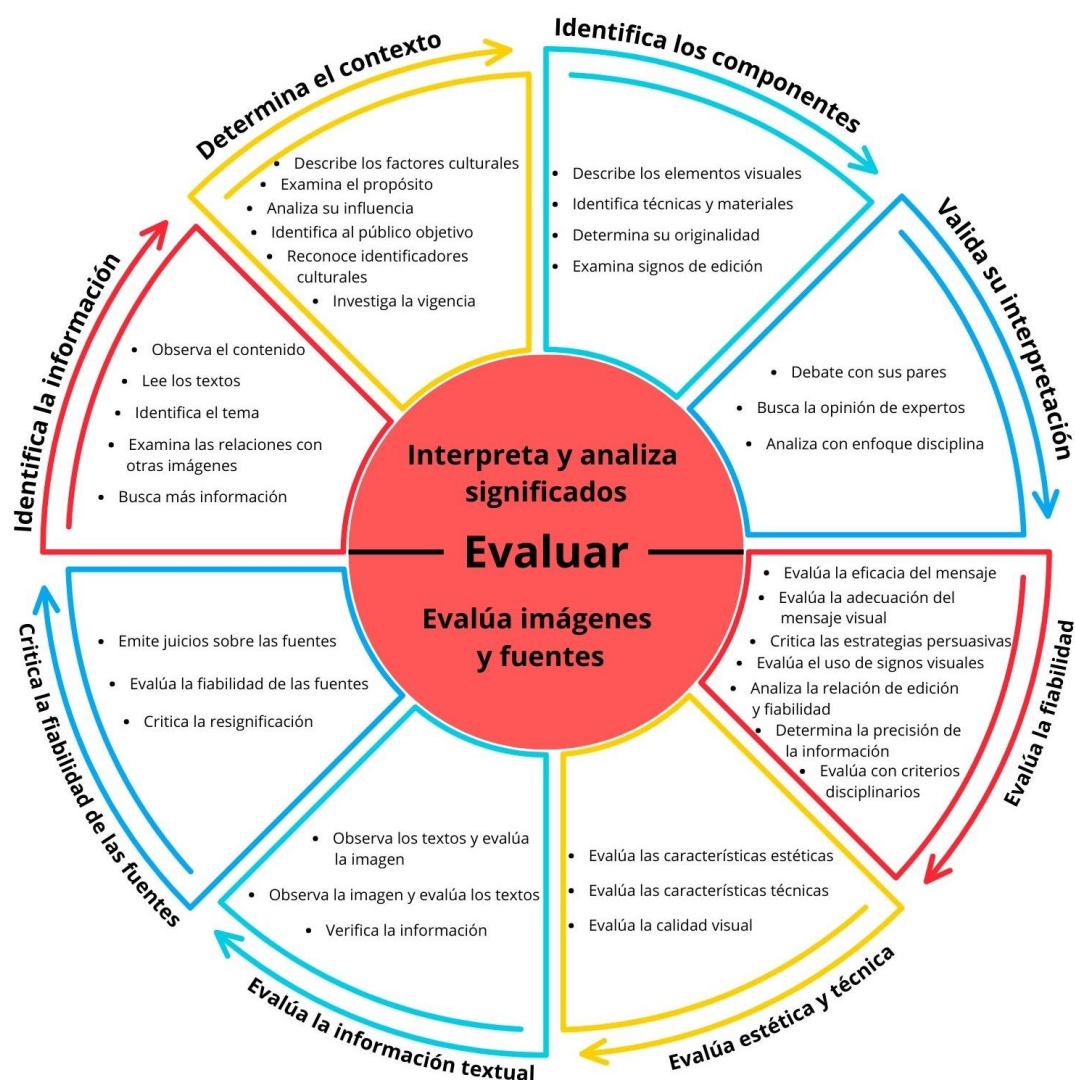 Identifica la información
Observa el contenido
Lee los textos
Identifica el tema
Examina las relaciones con
otras imágenes
Busca más información
Determina el contexto
Describe los factores culturales
Examina el propósito
Analiza su influencia
Identifica al público objetivo
Reconoce identificadores
culturales
Investiga la vigencia
Identifica los componentes
Describe los elementos visuales
Identifica técnicas y materiales
Determina su originalidad
Examina signos de edición
Valida su interpretación
Debate con sus pares
Busca la opinión de expertos
Analiza con enfoque disciplina
Interpreta y analiza
significados
Evaluar
Evalúa imágenes
y fuentes
Evalúa la fiabilidad
Evalúa la eficacia del mensaje
Evalúa la adecuación del
mensaje visual
Critica las estrategias persuasivas
Evalúa el uso de signos visuales
Analiza la relación de edición
y fiabilidad
Determina la precisión de
la información
Evalúa con criterios
disciplinarios
Evalúa estética y técnica
Evalúa las características estéticas
Evalúa las características técnicas
Evalúa la calidad visual
Evalúa la información textual
Observa los textos y evalúa
la imagen
Observa la imagen y evalúa los textos
Verifica la información
Critica la fiabilidad de las fuentes
Emite juicios sobre las fuentes
Evalúa la fiabilidad de las fuentes
Critica la resignificación